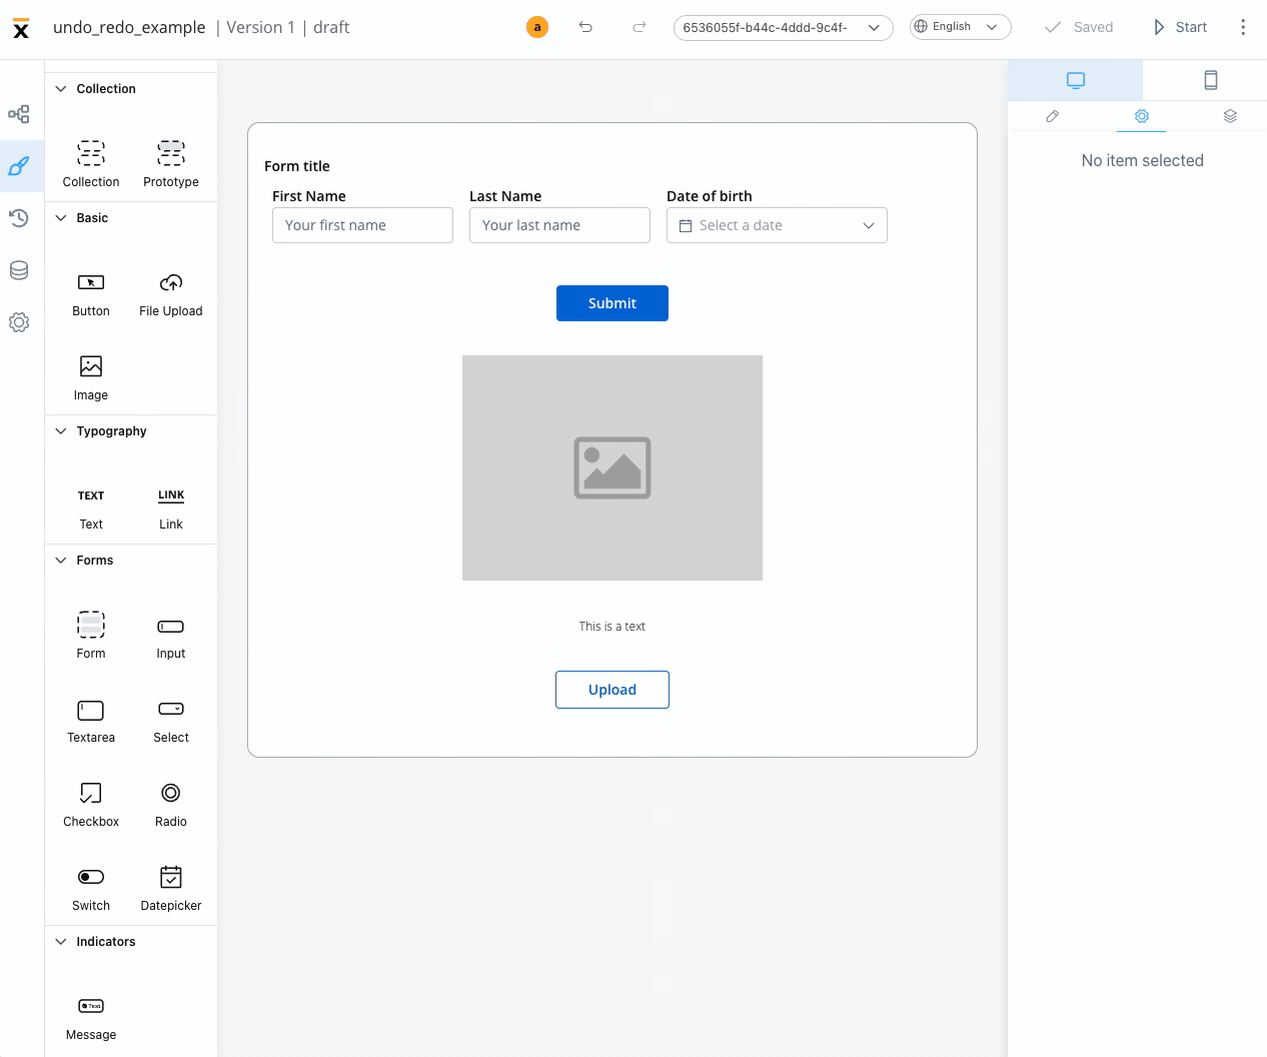 undo_redo_example | Version 1 | draft
a
6536055f-b44c-4ddd-9c4f-
English
Saved
Start
Collection
Collection
Prototype
Basic
Button
File Upload
Image
Typography
TEXT
LINK
Text
Link
Forms
Form
Input
Textarea
Select
Checkbox
Radio
Switch
Datepicker
Indicators
Text
Message
Form title
First Name
Last Name
Date of birth
Your first name
Your last name
Select a date
Submit
This is a text
Upload
No item selected